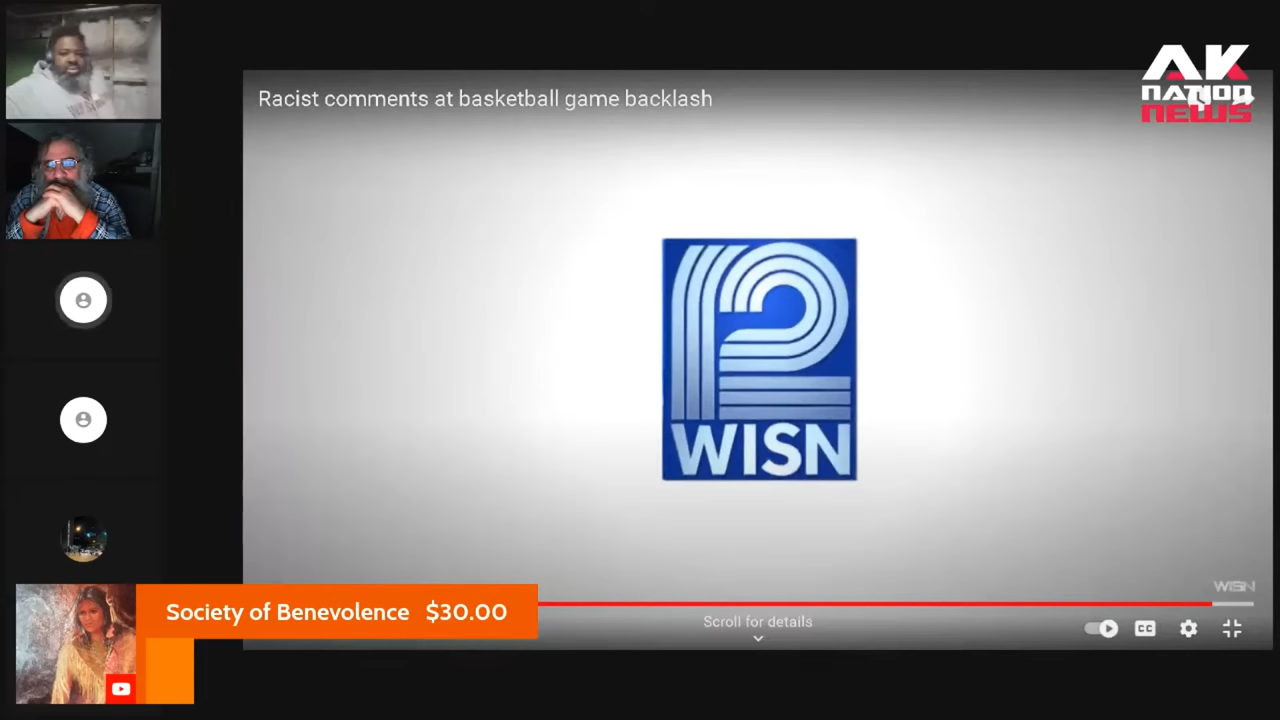 Racist comments at basketball game backlash
AK
NATION
NEWS
12
WISN
WISN
Society of Benevolence $30.00
Scroll for details
CC